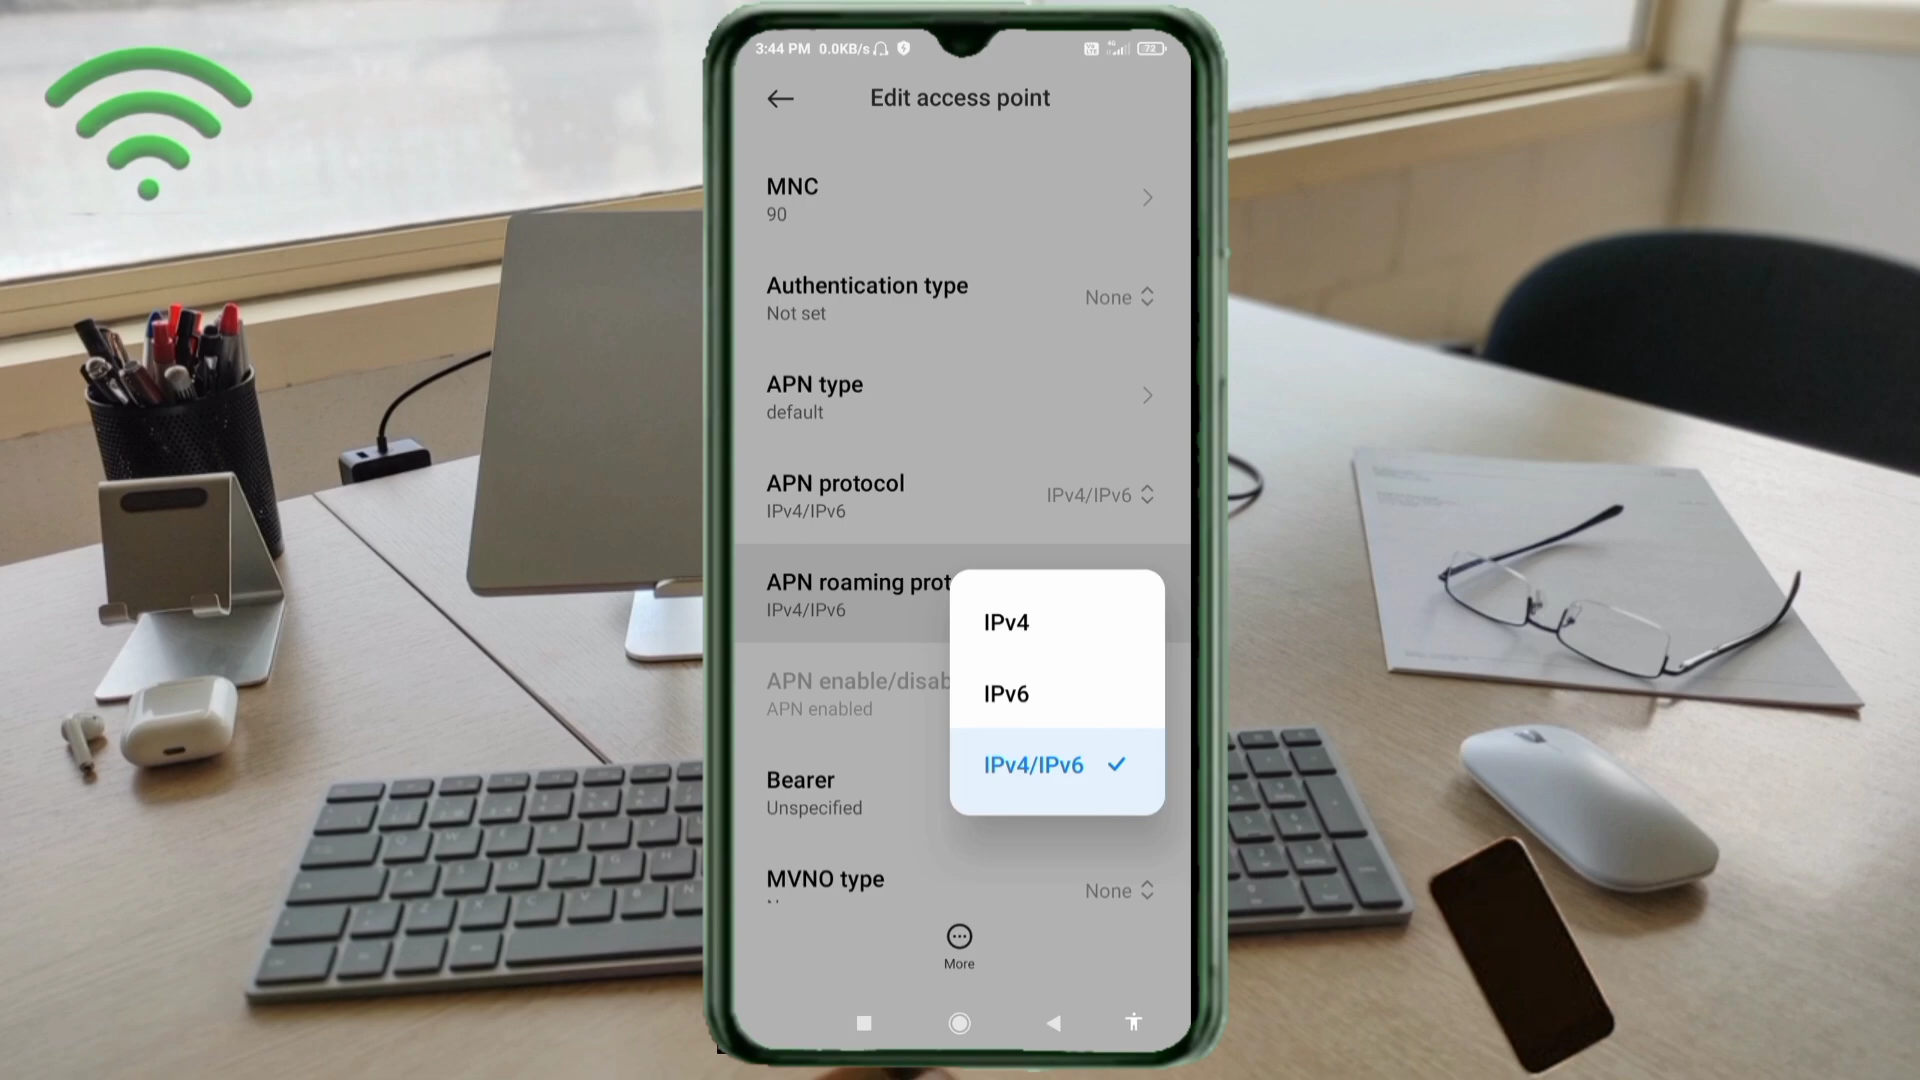 3:44 PM 0.0KB/s 4G 72
Edit access point
MNC
90
Authentication type
Not set
None
APN type
default
APN protocol
IPv4/IPv6
IPv4/IPv6
APN roaming prot
IPv4/IPv6
IPv4
IPv6
IPv4/IPv6
APN enable/disab
APN enabled
Bearer
Unspecified
MVNO type
None
More